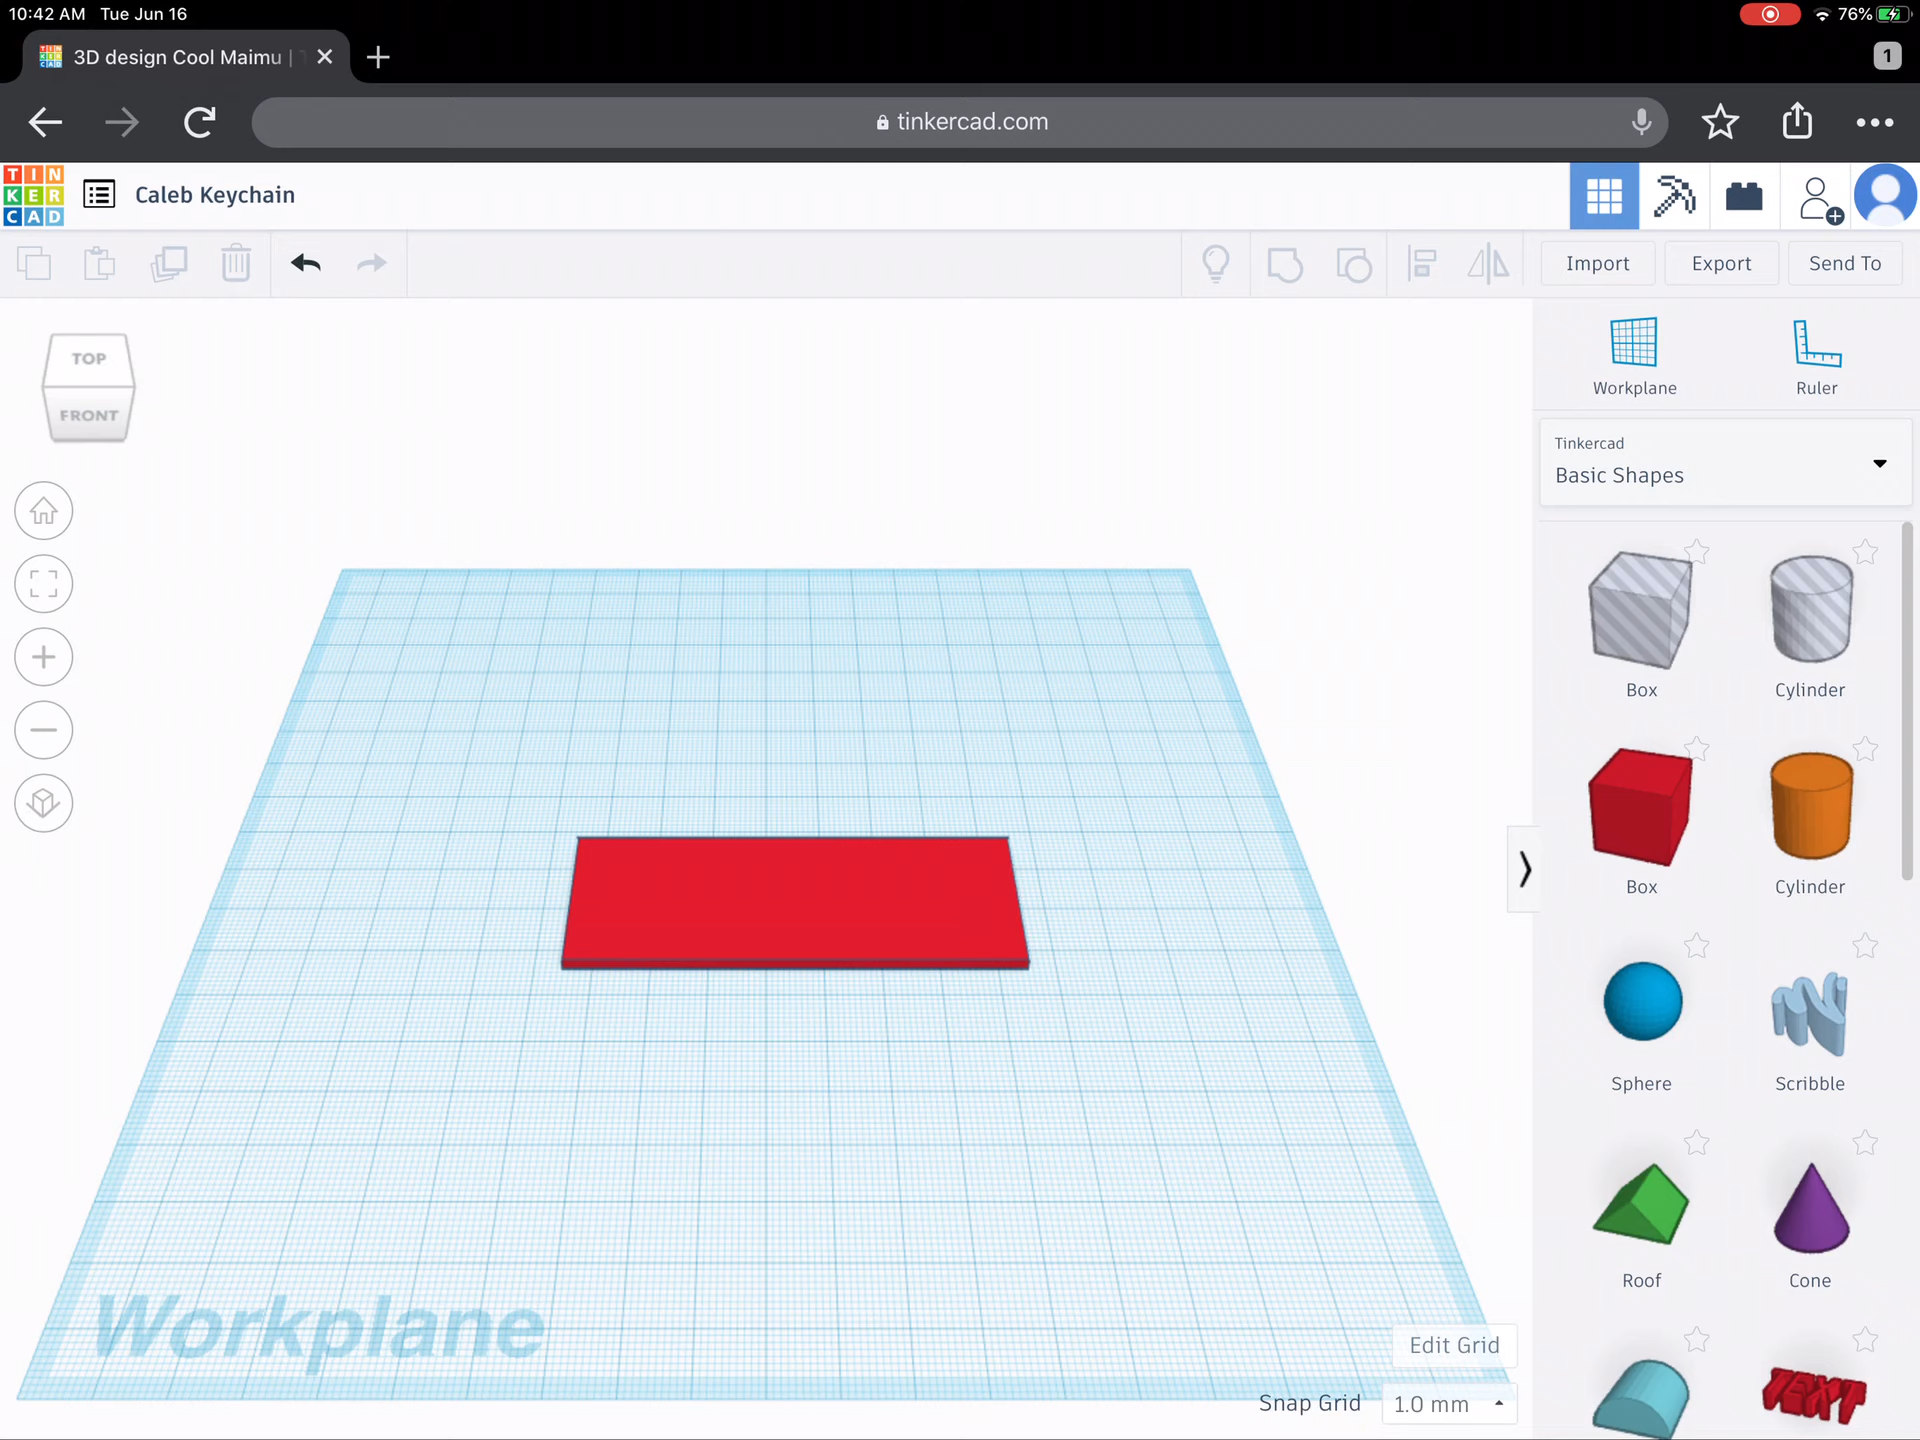 10:42 AM Tue Jun 16
76%
3D design Cool Maimu |
1
tinkercad.com
TIN
KER
CAD
Caleb Keychain
Import
Export
Send To
TOP
FRONT
Workplane
Ruler
Tinkercad
Basic Shapes
Box
Cylinder
Box
Cylinder
Sphere
Scribble
Roof
Cone
TEXT
Workplane
Edit Grid
Snap Grid
1.0 mm